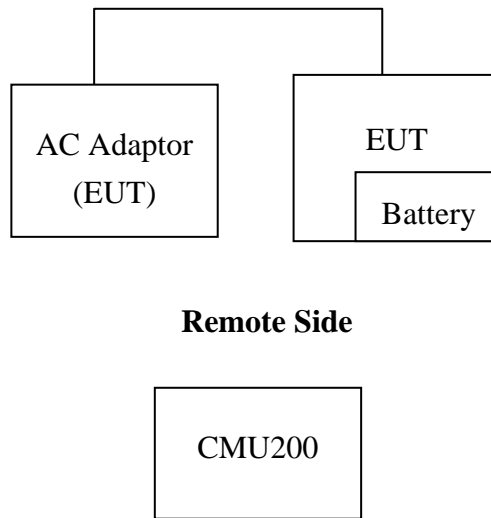 AC Adaptor
(EUT)
EUT
Battery
Remote Side
CMU200